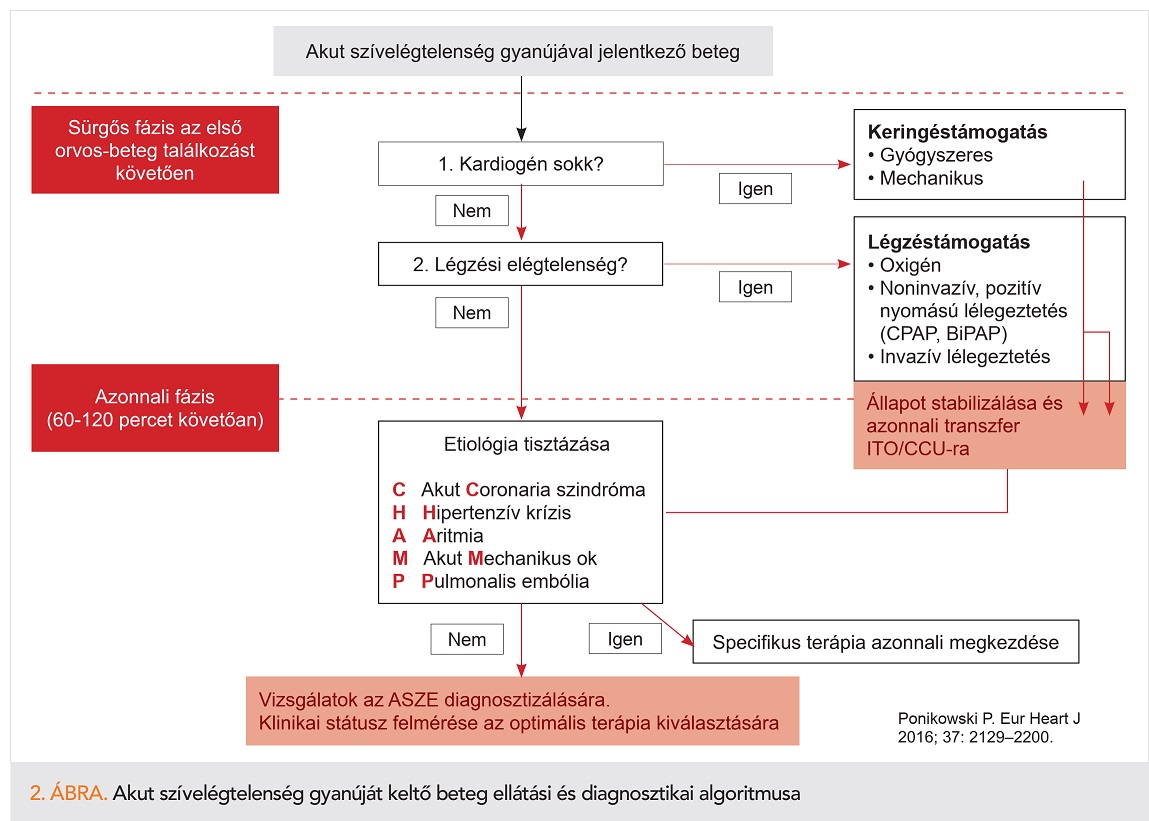 Akut szívelégtelenség gyanújával jelentkező beteg
Sürgős fázis az első
orvos-beteg találkozást
követően
1. Kardiogén sokk?
Igen
Nem
Keringéstámogatás
• Gyógyszeres
• Mechanikus
2. Légzési elégtelenség?
Igen
Nem
Légzéstámogatás
• Oxigén
• Noninvazív, pozitív
nyomású lélegeztetés
(CPAP, BiPAP)
• Invazív lélegeztetés
Azonnali fázis
(60-120 percet követőan)
Állapot stabilizálása és
azonnali transzfer
ITO/CCU-ra
Etiológia tisztázása
C Akut Coronaria szindróma
H Hipertenzív krízis
A Aritmia
M Akut Mechanikus ok
P Pulmonalis embólia
Nem
Igen
Specifikus terápia azonnali megkezdése
Vizsgálatok az ASZE diagnosztizálására.
Klinikai státusz felmérése az optimális terápia kiválasztására
Ponikowski P. Eur Heart J
2016; 37: 2129–2200.
2. ÁBRA. Akut szívelégtelenség gyanúját keltő beteg ellátási és diagnosztikai algoritmusa